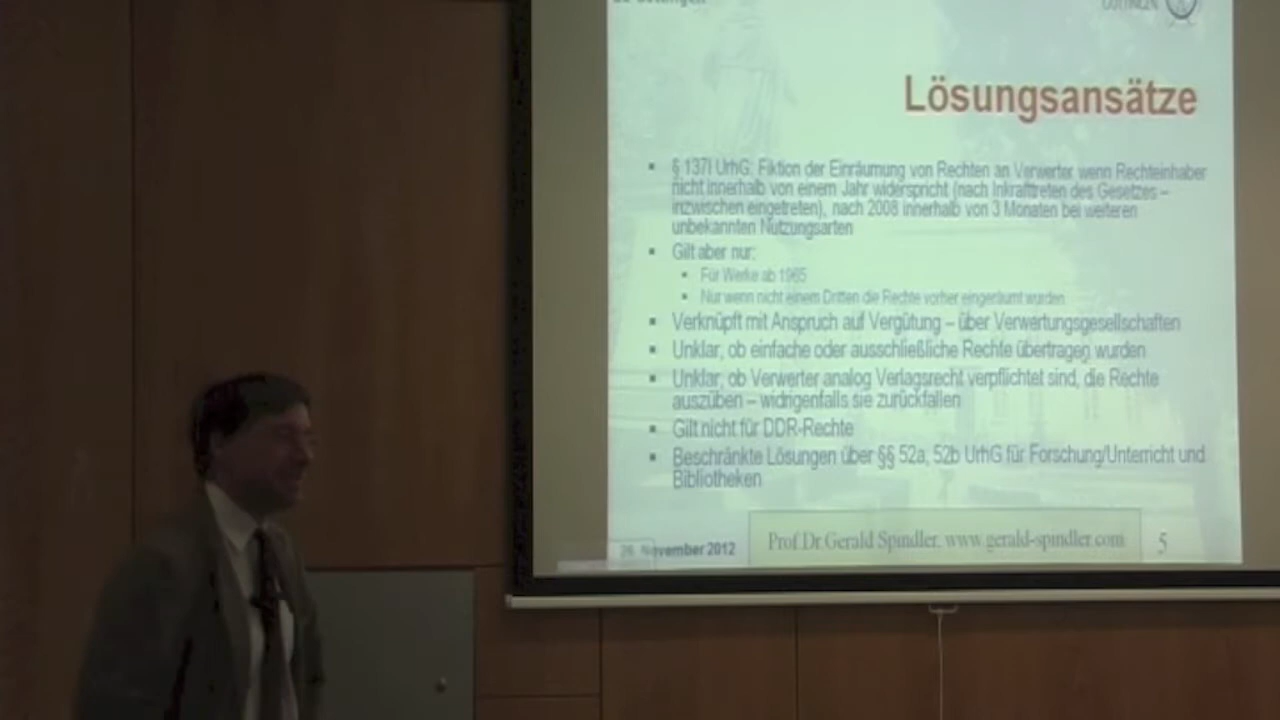 GÖTTINGEN
Lösungsansätze
▪ § 137l UrhG: Fiktion der Einräumung von Rechten an Verwerter wenn Rechteinhaber
nicht innerhalb von einem Jahr widerspricht (nach Inkrafttreten des Gesetzes –
inzwischen eingetreten), nach 2008 innerhalb von 3 Monaten bei weiteren
unbekannten Nutzungsarten
▪ Gilt aber nur:
▪ Für Werke ab 1965
▪ Nur wenn nicht einem Dritten die Rechte vorher eingeräumt wurden
▪ Verknüpft mit Anspruch auf Vergütung – über Verwertungsgesellschaften
▪ Unklar, ob einfache oder ausschließliche Rechte übertragen wurden
▪ Unklar, ob Verwerter analog Verlagsrecht verpflichtet sind, die Rechte
auszuüben – widrigenfalls sie zurückfallen
▪ Gilt nicht für DDR-Rechte
▪ Beschränkte Lösungen über §§ 52a, 52b UrhG für Forschung/Unterricht und
Bibliotheken
26. November 2012
Prof.Dr.Gerald Spindler, www.gerald-spindler.com
5